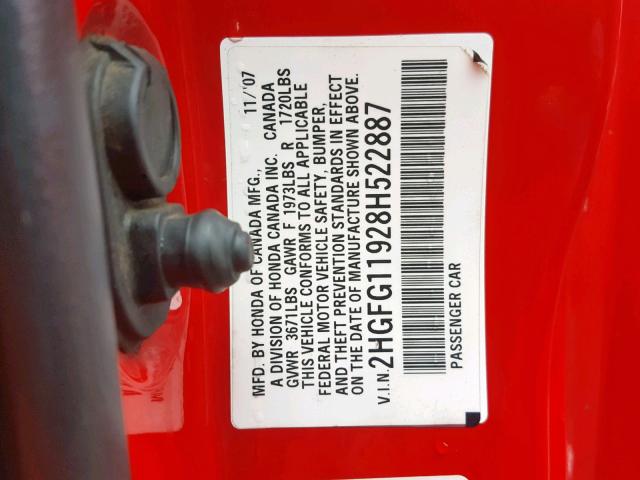 MFD. BY HONDA OF CANADA MFG., 11/'07
A DIVISION OF HONDA CANADA INC. CANADA
GVWR 3671LBS GAWR F 1973LBS R 1720LBS
THIS VEHICLE CONFORMS TO ALL APPLICABLE
FEDERAL MOTOR VEHICLE SAFETY, BUMPER,
AND THEFT PREVENTION STANDARDS IN EFFECT
ON THE DATE OF MANUFACTURE SHOWN ABOVE.
V.I.N. 2HGFG11928H522887
PASSENGER CAR